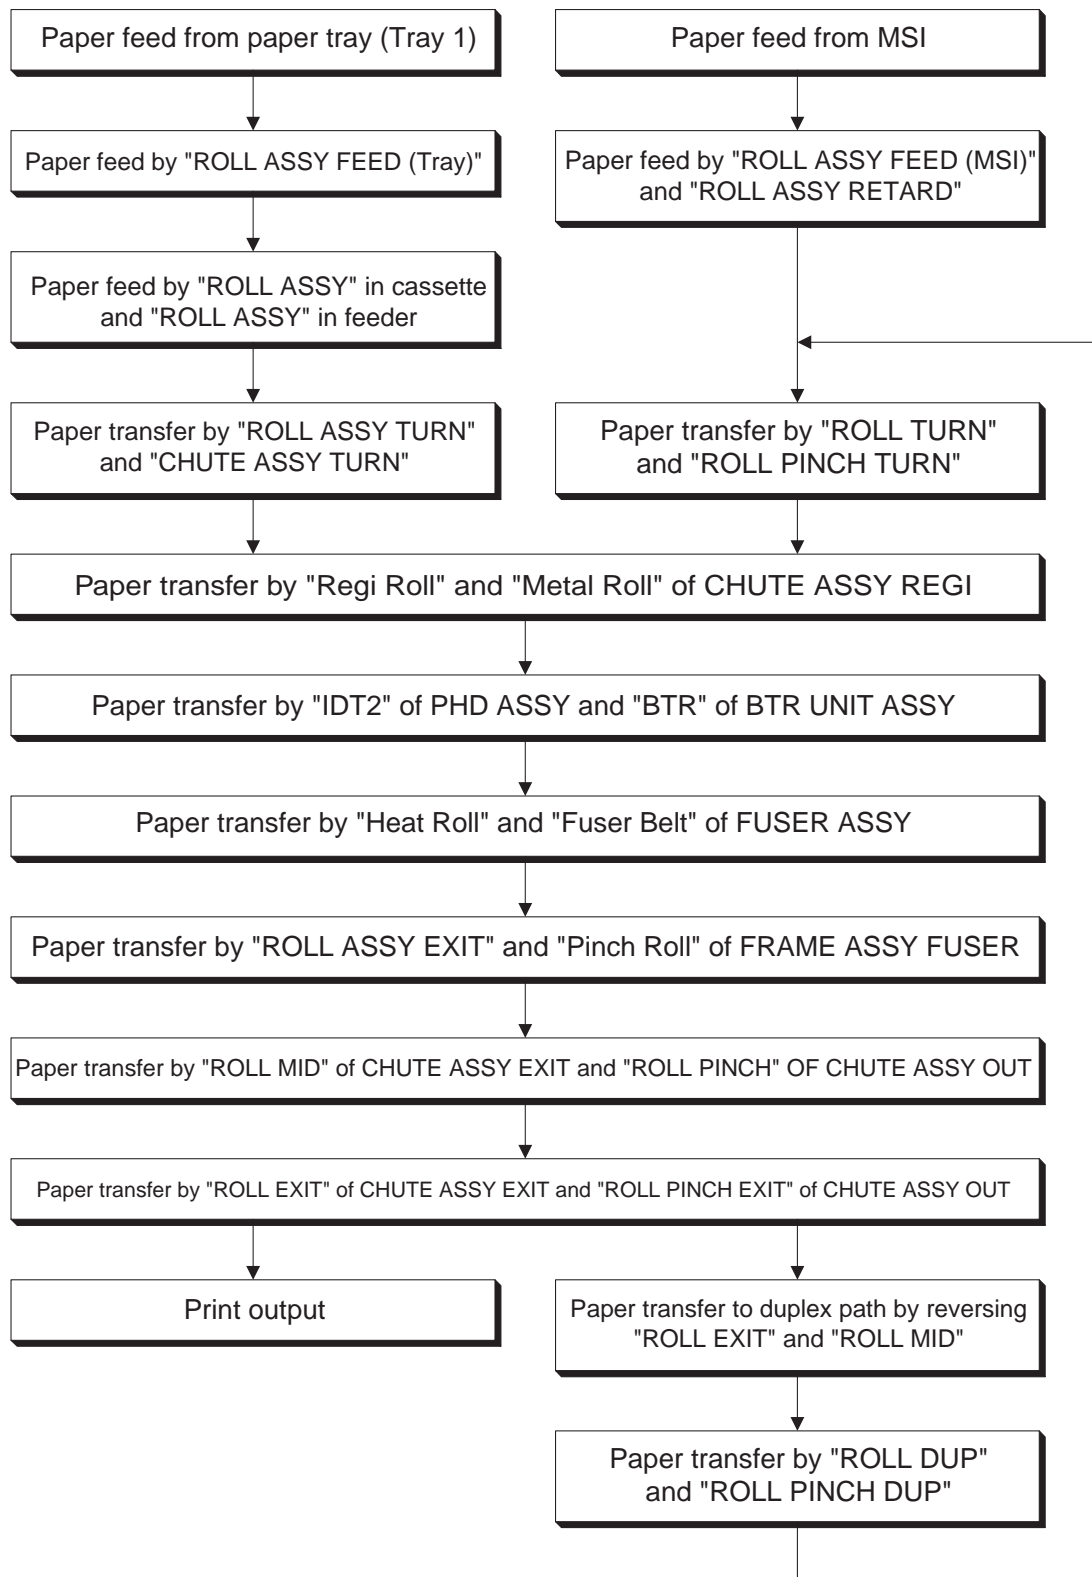 Paper feed from paper tray (Tray 1)
Paper feed from MSI
Paper feed by "ROLL ASSY FEED (Tray)"
Paper feed by "ROLL ASSY FEED (MSI)"
and "ROLL ASSY RETARD"
Paper feed by "ROLL ASSY" in cassette
and "ROLL ASSY" in feeder
Paper transfer by "ROLL ASSY TURN"
and "CHUTE ASSY TURN"
Paper transfer by "ROLL TURN"
and "ROLL PINCH TURN"
Paper transfer by "Regi Roll" and "Metal Roll" of CHUTE ASSY REGI
Paper transfer by "IDT2" of PHD ASSY and "BTR" of BTR UNIT ASSY
Paper transfer by "Heat Roll" and "Fuser Belt" of FUSER ASSY
Paper transfer by "ROLL ASSY EXIT" and "Pinch Roll" of FRAME ASSY FUSER
Paper transfer by "ROLL MID" of CHUTE ASSY EXIT and "ROLL PINCH" OF CHUTE ASSY OUT
Paper transfer by "ROLL EXIT" of CHUTE ASSY EXIT and "ROLL PINCH EXIT" of CHUTE ASSY OUT
Print output
Paper transfer to duplex path by reversing
"ROLL EXIT" and "ROLL MID"
Paper transfer by "ROLL DUP"
and "ROLL PINCH DUP"